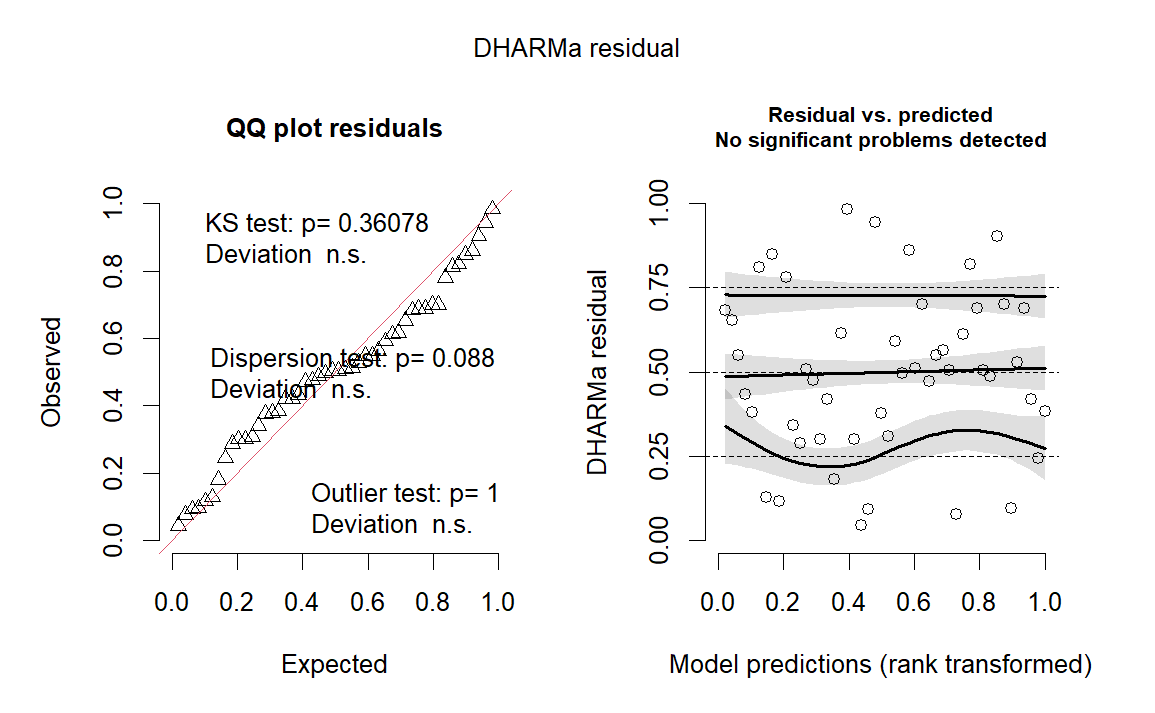 DHARMa residual
QQ plot residuals
KS test: p= 0.36078
Deviation n.s.
Dispersion test: p= 0.088
Deviation n.s.
Outlier test: p= 1
Deviation n.s.
Observed
0.0 0.2 0.4 0.6 0.8 1.0
0.0 0.2 0.4 0.6 0.8 1.0
Expected
Residual vs. predicted
No significant problems detected
DHARMa residual
0.00 0.25 0.50 0.75 1.00
0.0 0.2 0.4 0.6 0.8 1.0
Model predictions (rank transformed)